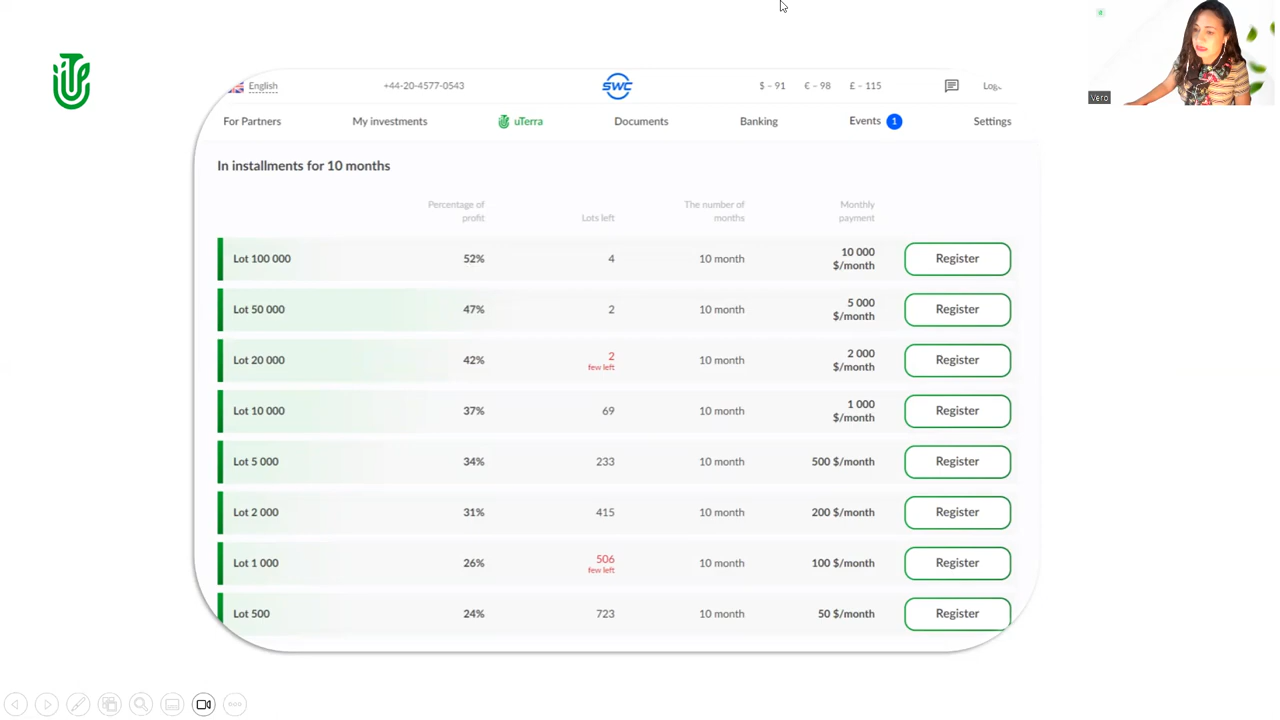 English
+44-20-4577-0543
SWC
$ – 91 € – 98 £ – 115
Vero
For Partners My investments uTerra Documents Banking Events 1 Settings
In installments for 10 months
Percentage of profit Lots left The number of months Monthly payment
Lot 100 000 52% 4 10 month 10 000 $/month Register
Lot 50 000 47% 2 10 month 5 000 $/month Register
Lot 20 000 42% 2 few left 10 month 2 000 $/month Register
Lot 10 000 37% 69 10 month 1 000 $/month Register
Lot 5 000 34% 233 10 month 500 $/month Register
Lot 2 000 31% 415 10 month 200 $/month Register
Lot 1 000 26% 506 few left 10 month 100 $/month Register
Lot 500 24% 723 10 month 50 $/month Register